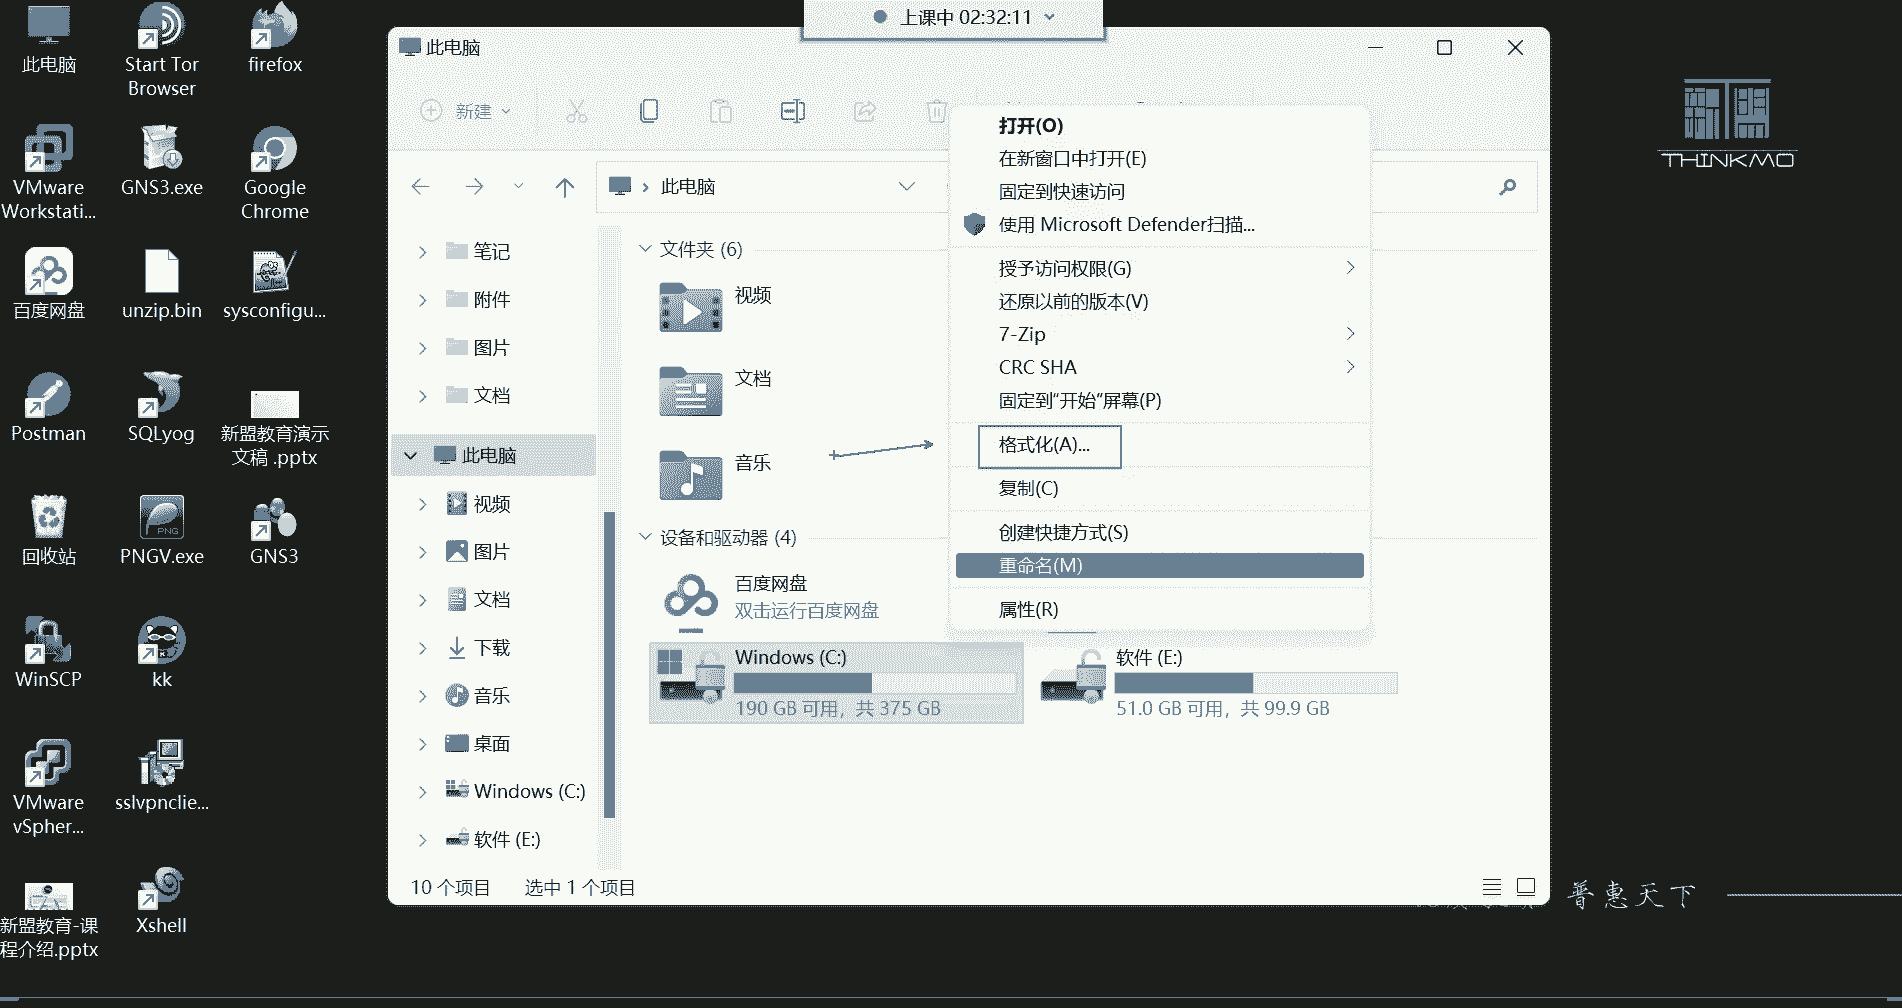 上课中 02:32:11
此电脑
Start Tor
Browser
firefox
VMware
Workstati...
GNS3.exe
Google
Chrome
百度网盘
unzip.bin
sysconfigu...
Postman
SQLyog
新盟教育演示
文稿 .pptx
回收站
PNGV.exe
GNS3
WinSCP
kk
VMware
vSpher...
sslvpnclie...
新盟教育-课
程介绍.pptx
Xshell
此电脑
新建
此电脑
笔记
附件
图片
文档
此电脑
视频
图片
文档
下载
音乐
桌面
Windows (C:)
软件 (E:)
文件夹 (6)
视频
文档
音乐
设备和驱动器 (4)
百度网盘
双击运行百度网盘
Windows (C:)
190 GB 可用，共 375 GB
软件 (E:)
51.0 GB 可用，共 99.9 GB
打开(O)
在新窗口中打开(E)
固定到快速访问
使用 Microsoft Defender扫描...
授予访问权限(G)
还原以前的版本(V)
7-Zip
CRC SHA
固定到"开始"屏幕(P)
格式化(A)...
复制(C)
创建快捷方式(S)
重命名(M)
属性(R)
10 个项目
选中 1 个项目
THINKMO
普惠天下